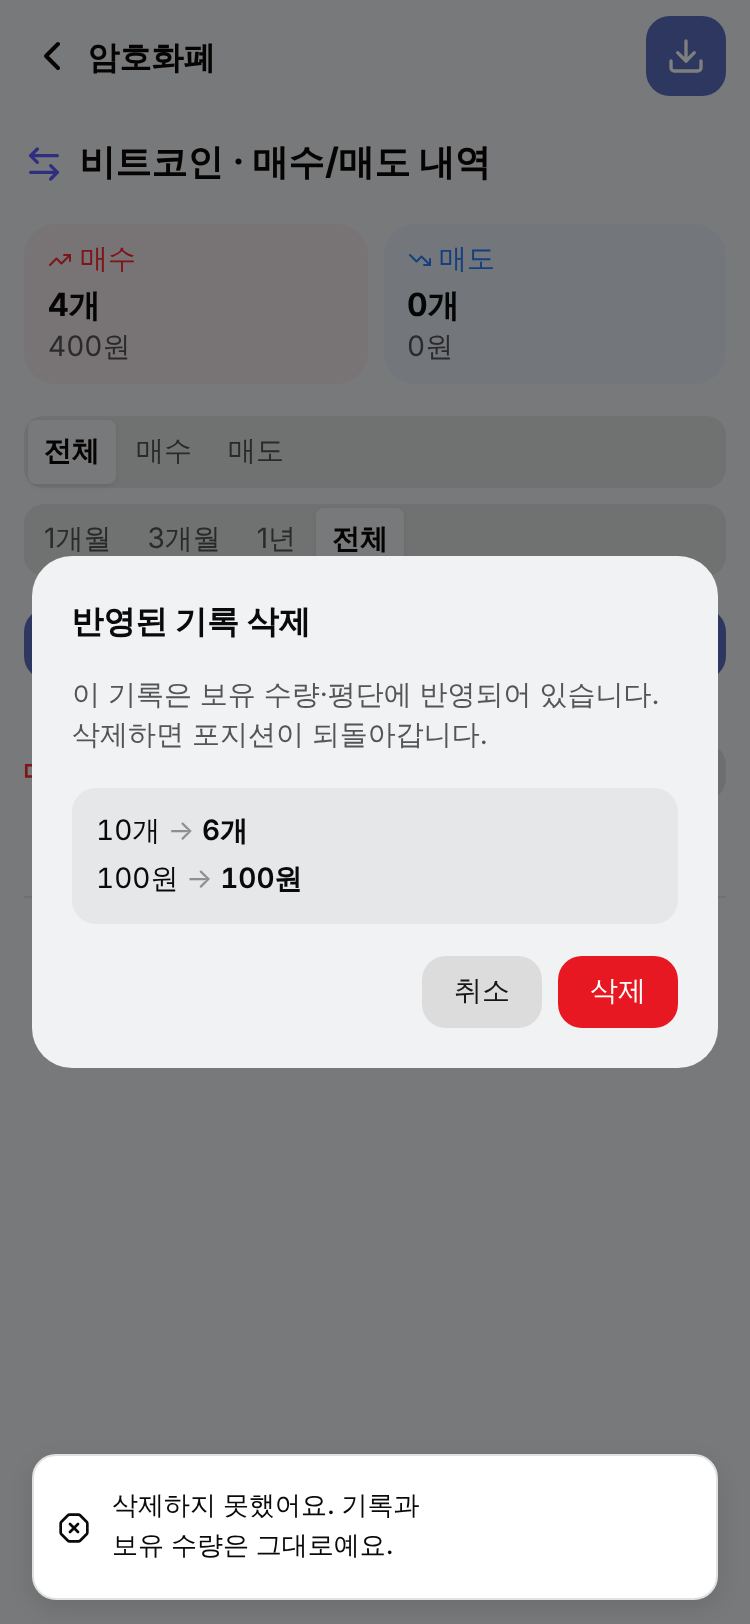 암호화폐
비트코인 · 매수/매도 내역
매수
4개
400원
매도
0개
0원
전체 매수 매도
1개월 3개월 1년 전체
반영된 기록 삭제
이 기록은 보유 수량·평단에 반영되어 있습니다.
삭제하면 포지션이 되돌아갑니다.
10개 → 6개
100원 → 100원
취소 삭제
삭제하지 못했어요. 기록과
보유 수량은 그대로예요.